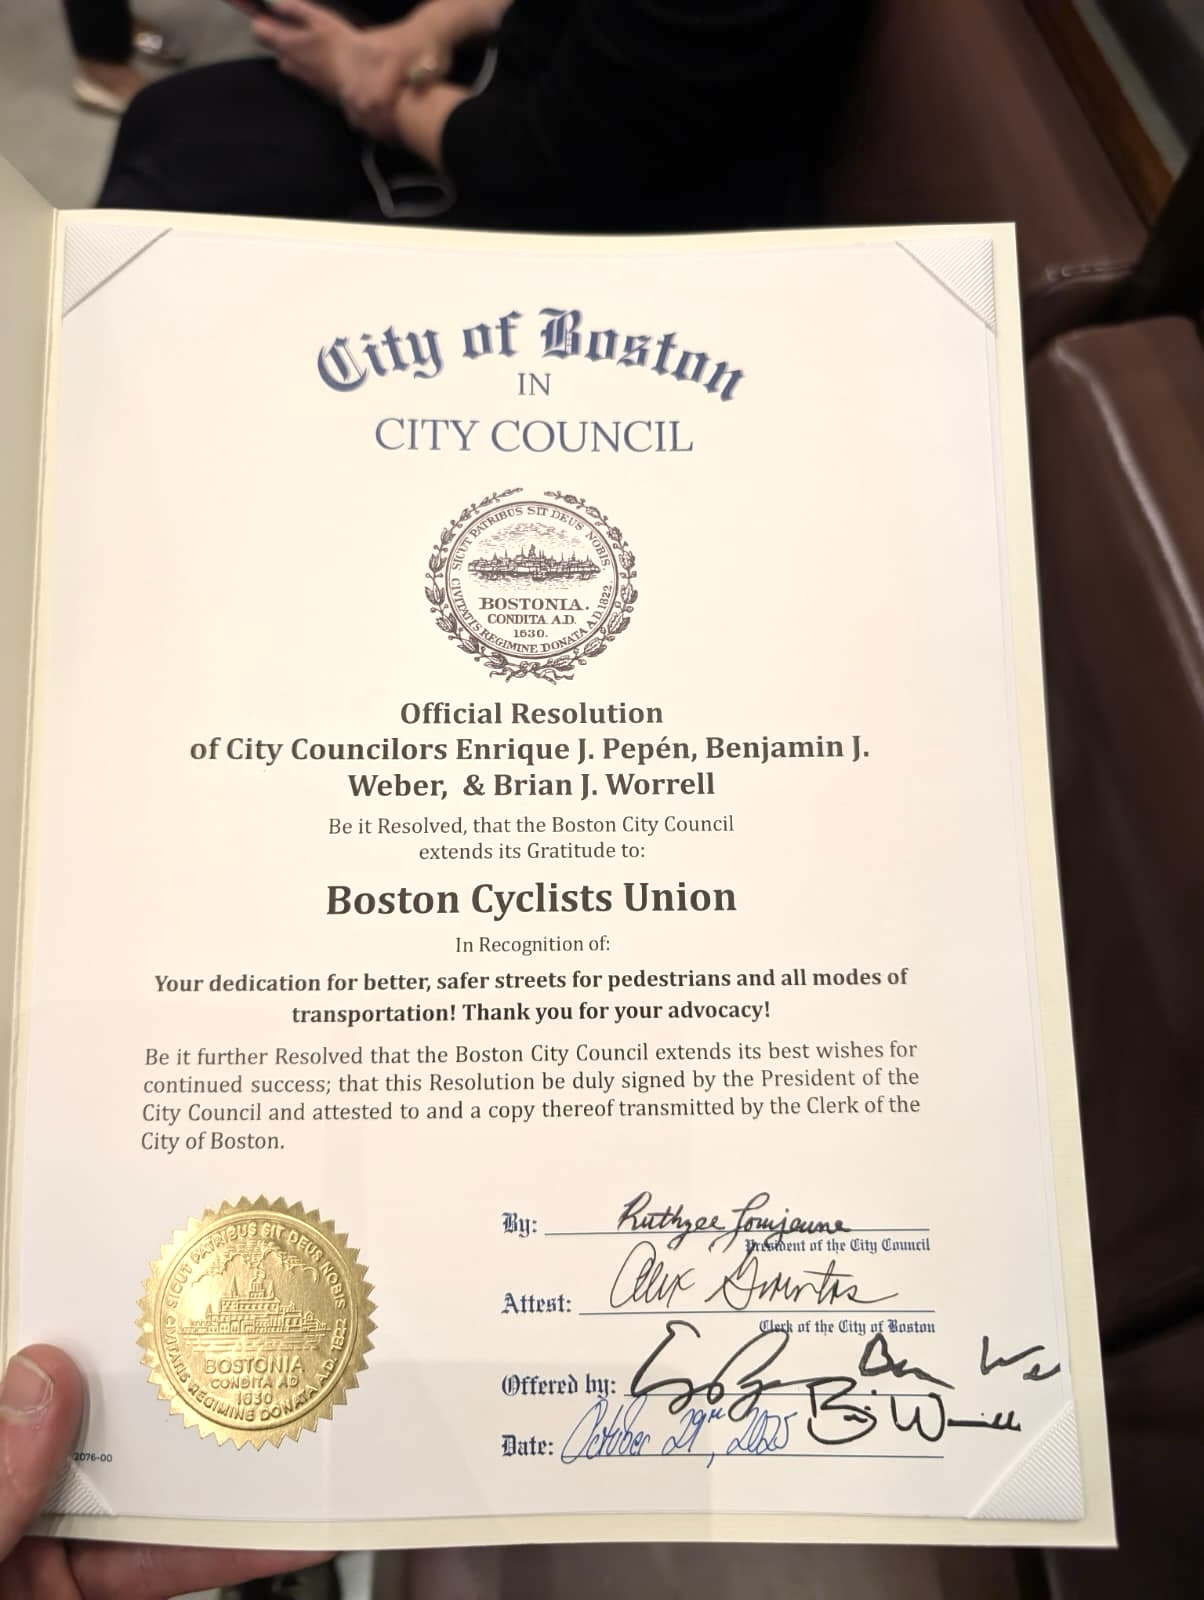 City of Boston
IN
CITY COUNCIL
SICUT PATRIBUS SIT DEUS NOBIS.
CIVITATIS REGIMINE DONATA A.D. 1822
BOSTONIA.
CONDITA A.D.
1630.
Official Resolution
of City Councilors Enrique J. Pepén, Benjamin J.
Weber, & Brian J. Worrell
Be it Resolved, that the Boston City Council
extends its Gratitude to:
Boston Cyclists Union
In Recognition of:
Your dedication for better, safer streets for pedestrians and all modes of
transportation! Thank you for your advocacy!
Be it further Resolved that the Boston City Council extends its best wishes for
continued success; that this Resolution be duly signed by the President of the
City Council and attested to and a copy thereof transmitted by the Clerk of the
City of Boston.
SICUT PATRIBUS SIT DEUS NOBIS
CIVITATIS REGIMINE DONATA A.D. 1822
BOSTONIA
CONDITA AD
1630
2076-00
By: Ruthzee Louijeune
President of the City Council
Attest: Alex
Clerk of the City of Boston
Offered by:
Date: October 29th, 2025